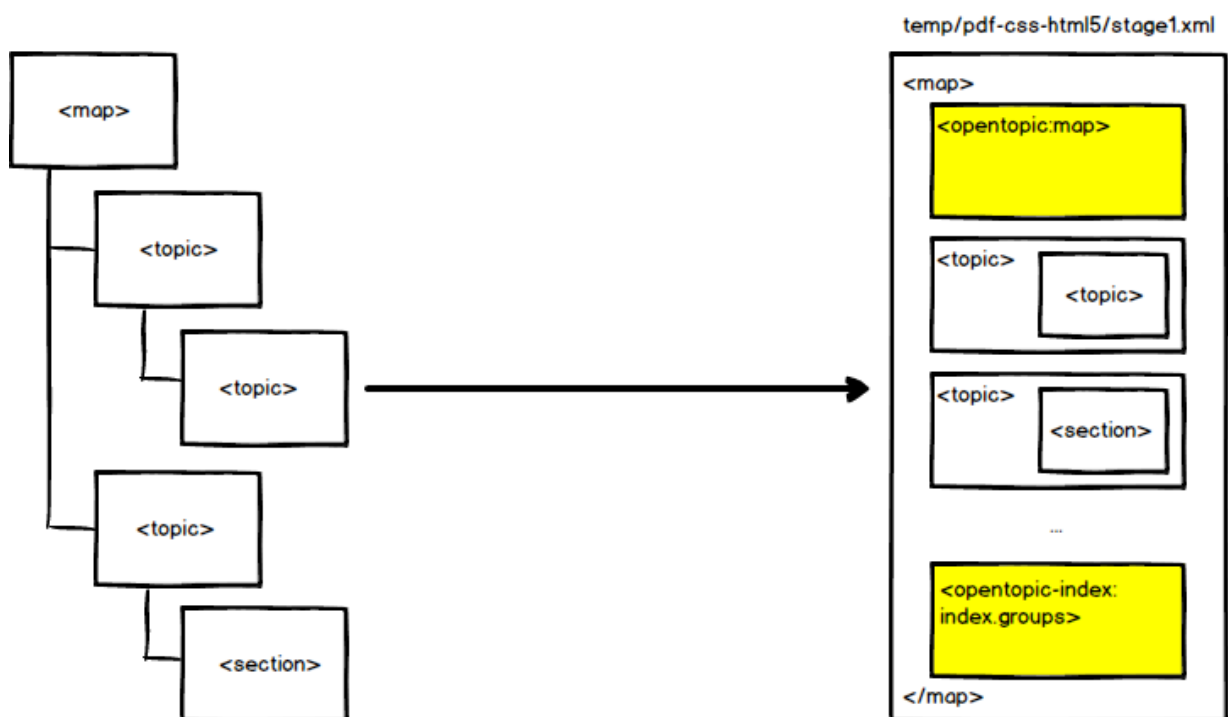 temp/pdf-css-html5/stage1.xml
<map>
<topic>
<topic>
<topic>
<section>
<map>
<opentopic:map>
<topic>
<topic>
<topic>
<section>
...
<opentopic-index:
index.groups>
</map>